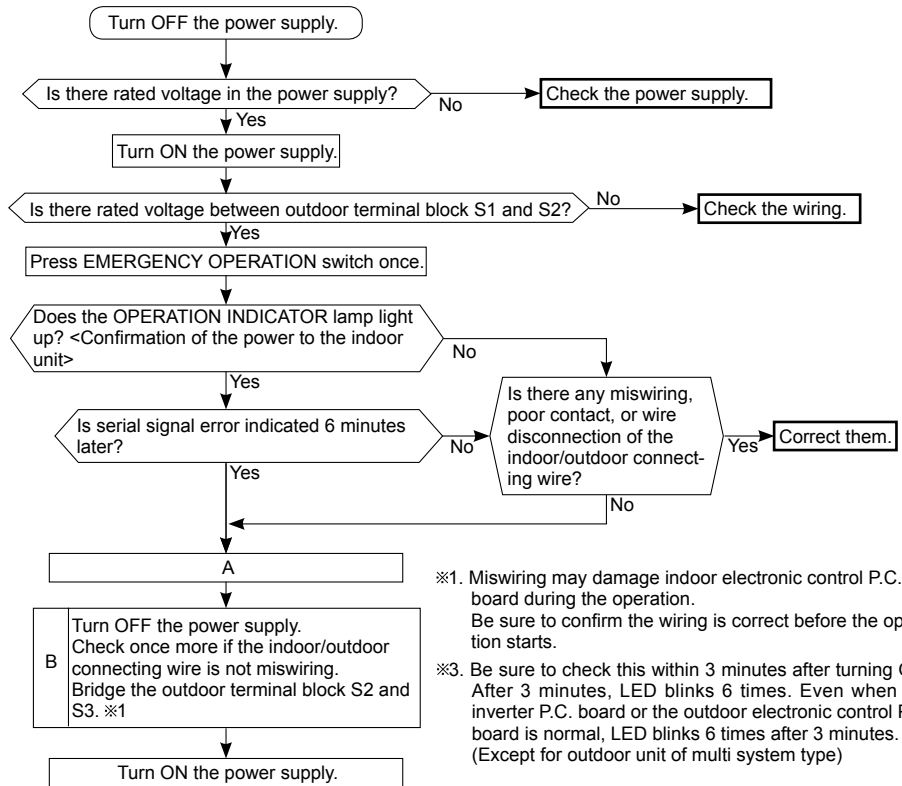 Turn OFF the power supply.
Is there rated voltage in the power supply?
No
Check the power supply.
Yes
Turn ON the power supply.
Is there rated voltage between outdoor terminal block S1 and S2?
No
Check the wiring.
Yes
Press EMERGENCY OPERATION switch once.
Does the OPERATION INDICATOR lamp light
up? <Confirmation of the power to the indoor
unit>
No
Yes
Is serial signal error indicated 6 minutes
later?
No
Yes
Is there any miswiring,
poor contact, or wire
disconnection of the
indoor/outdoor connect-
ing wire?
Yes
Correct them.
No
A
B
Turn OFF the power supply.
Check once more if the indoor/outdoor
connecting wire is not miswiring.
Bridge the outdoor terminal block S2 and
S3. ※1
Turn ON the power supply.
※1. Miswiring may damage indoor electronic control P.C.
board during the operation.
Be sure to confirm the wiring is correct before the op
tion starts.
※3. Be sure to check this within 3 minutes after turning
After 3 minutes, LED blinks 6 times. Even when
inverter P.C. board or the outdoor electronic control
board is normal, LED blinks 6 times after 3 minutes.
(Except for outdoor unit of multi system type)